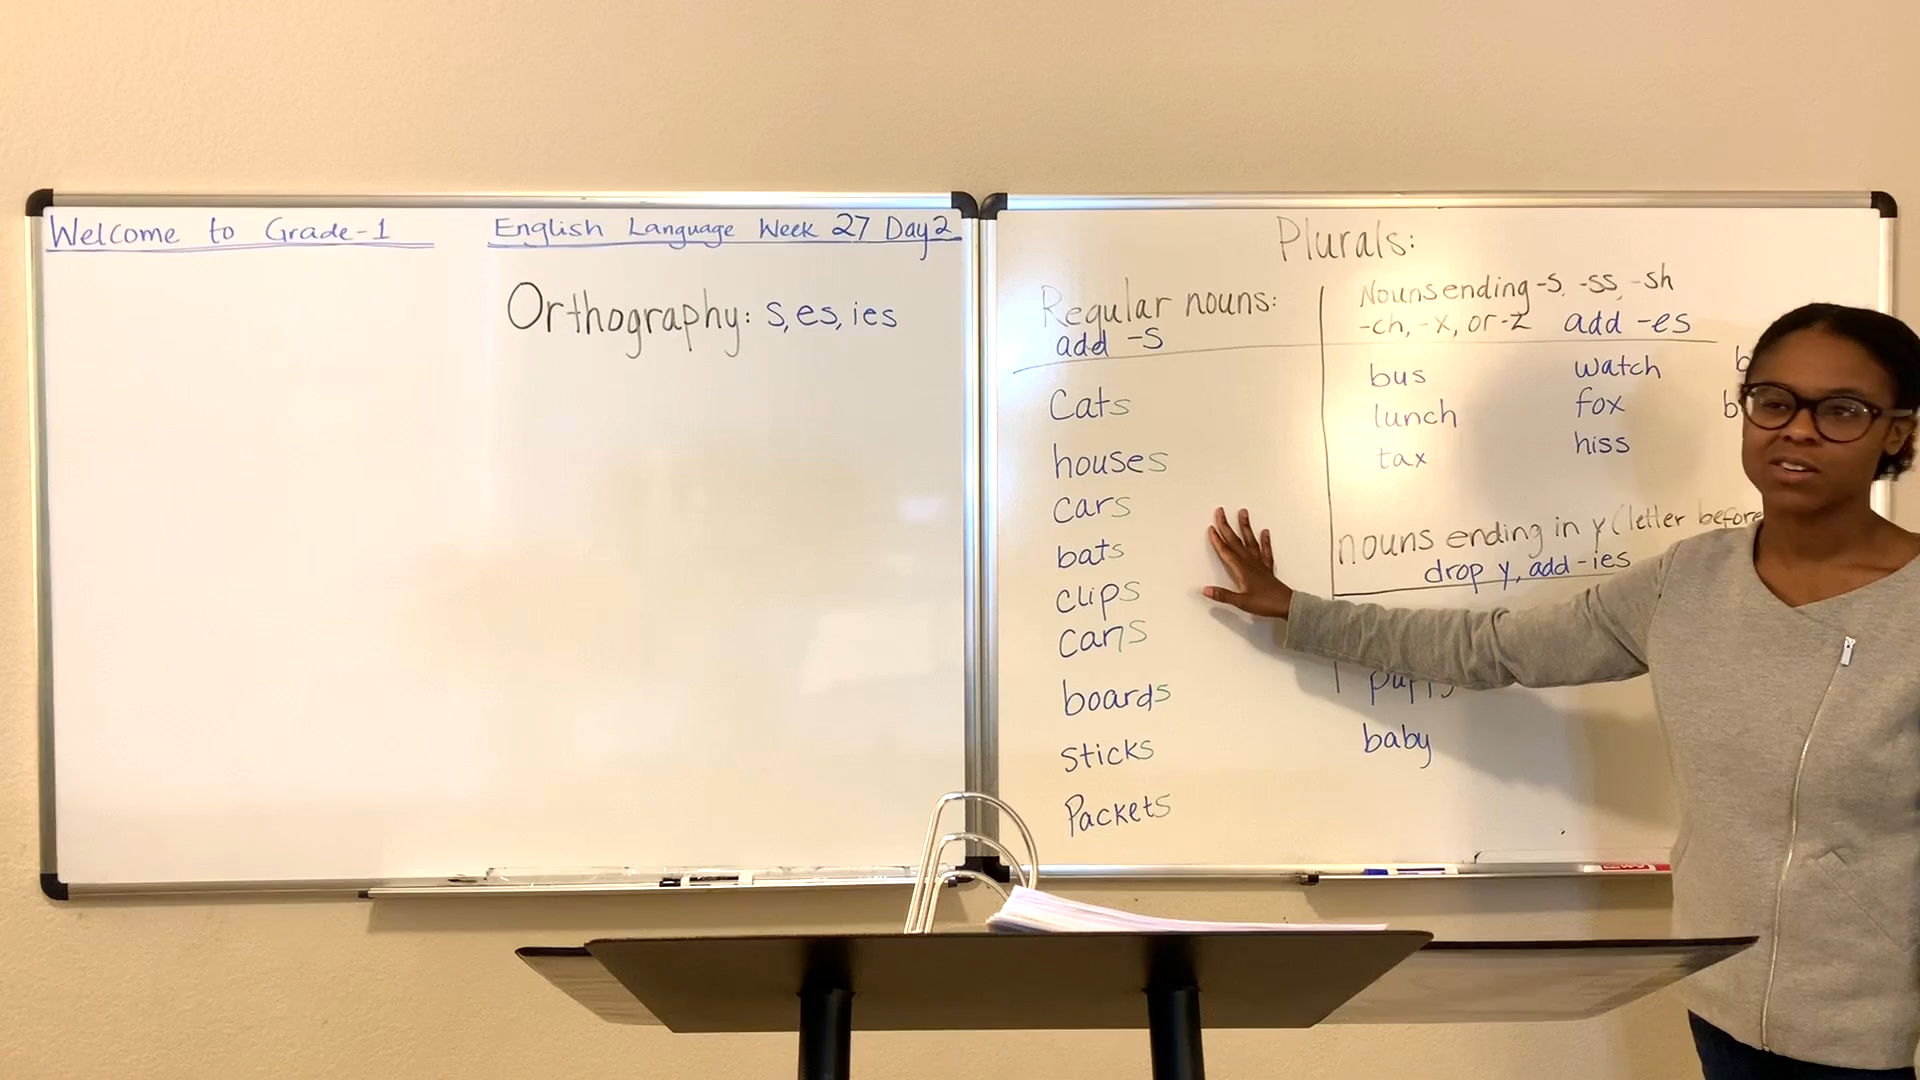 Welcome to Grade-1
English Language Week 27 Day 2
Orthography: s, es, ies
Plurals:
Regular nouns:
add -s
Cats
houses
cars
bats
clips
cans
boards
sticks
Packets
Nouns ending -s, -ss, -sh
-ch, -x, or -z add -es
bus
lunch
tax
watch
fox
hiss
nouns ending in y (letter before
drop y, add -ies
baby